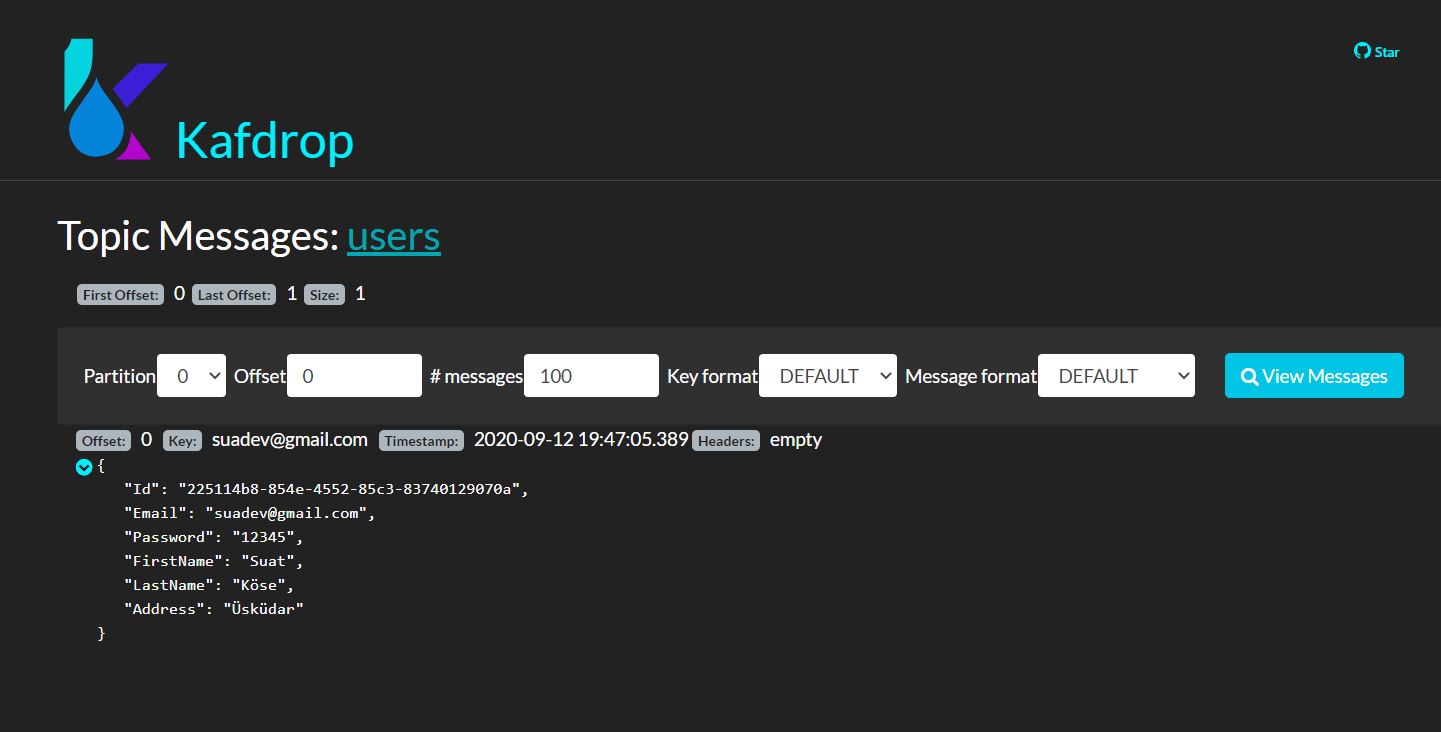 Star
Kafdrop
Topic Messages: users
First Offset: 0 Last Offset: 1 Size: 1
Partition 0 Offset 0 # messages 100 Key format DEFAULT Message format DEFAULT View Messages
Offset: 0 Key: suadev@gmail.com Timestamp: 2020-09-12 19:47:05.389 Headers: empty
{
"Id": "225114b8-854e-4552-85c3-83740129070a",
"Email": "suadev@gmail.com",
"Password": "12345",
"FirstName": "Suat",
"LastName": "Köse",
"Address": "Üsküdar"
}